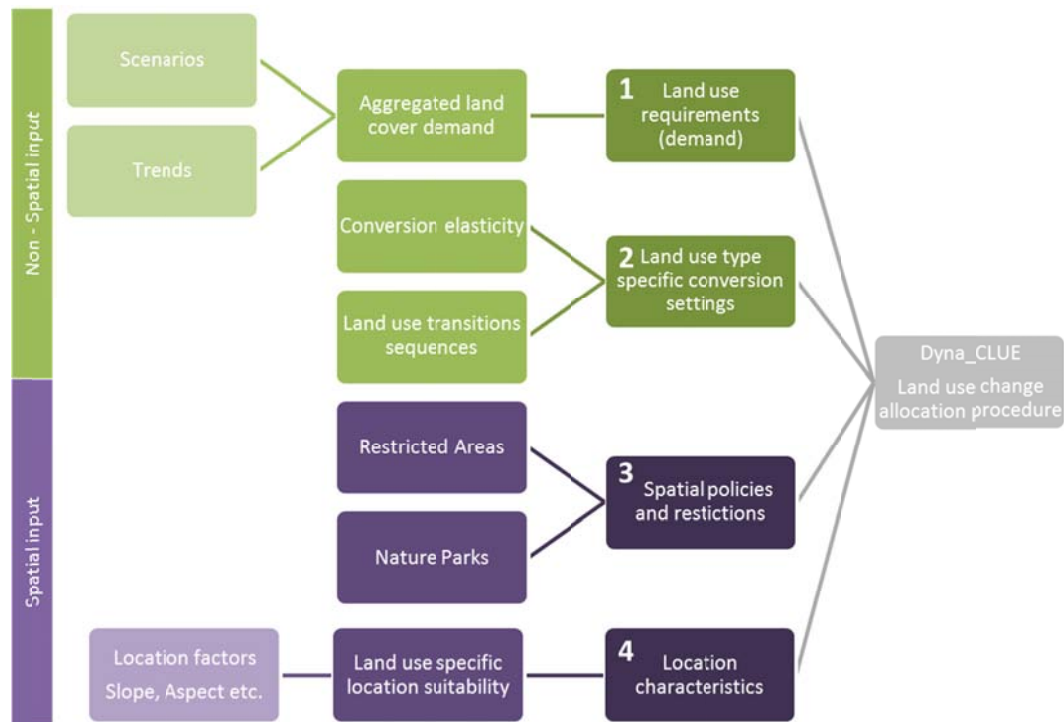 Non - Spatial input
Scenarios
Trends
Aggregated land
cover demand
1 Land use
requirements
(demand)
Conversion elasticity
Land use transitions
sequences
2 Land use type
specific conversion
settings
Dyna_CLUE
Land use change
allocation procedure
Spatial input
Restricted Areas
Nature Parks
3 Spatial policies
and restictions
Location factors
Slope, Aspect etc.
Land use specific
location suitability
4 Location
characteristics